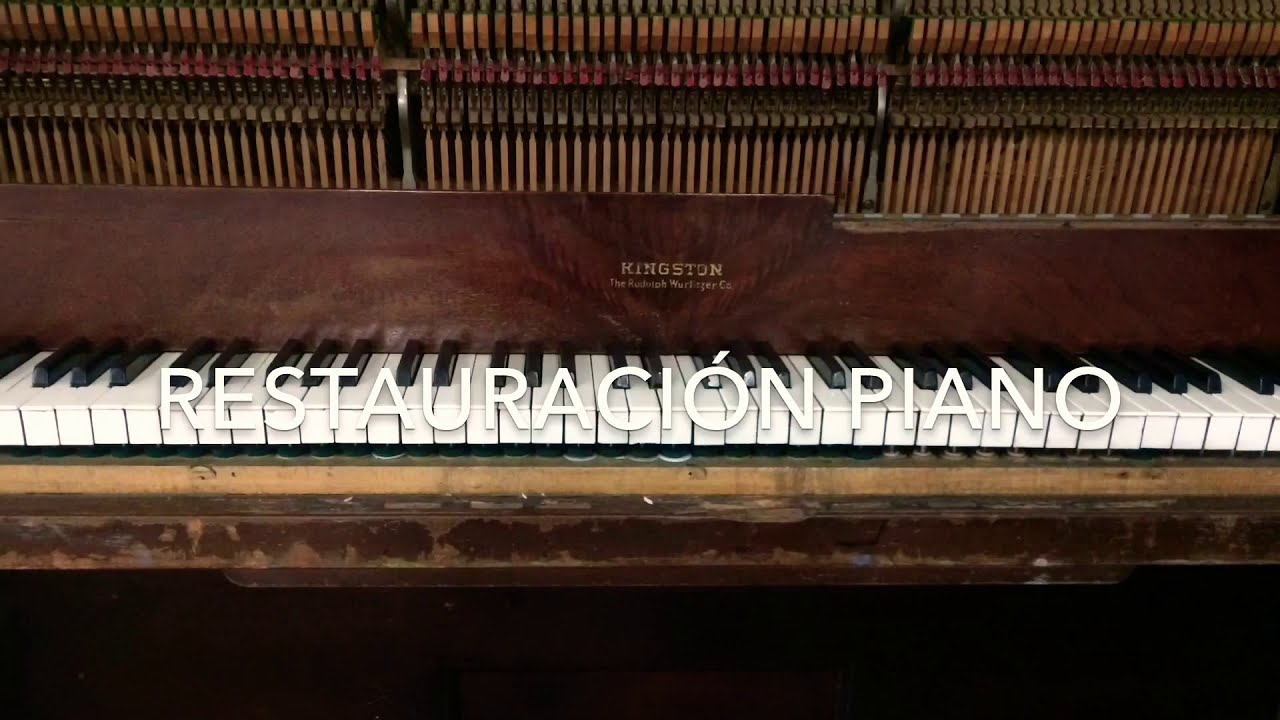 KINGSTON
The Rudolph Wurlitzer Co.
RESTAURACIÓN PIANO